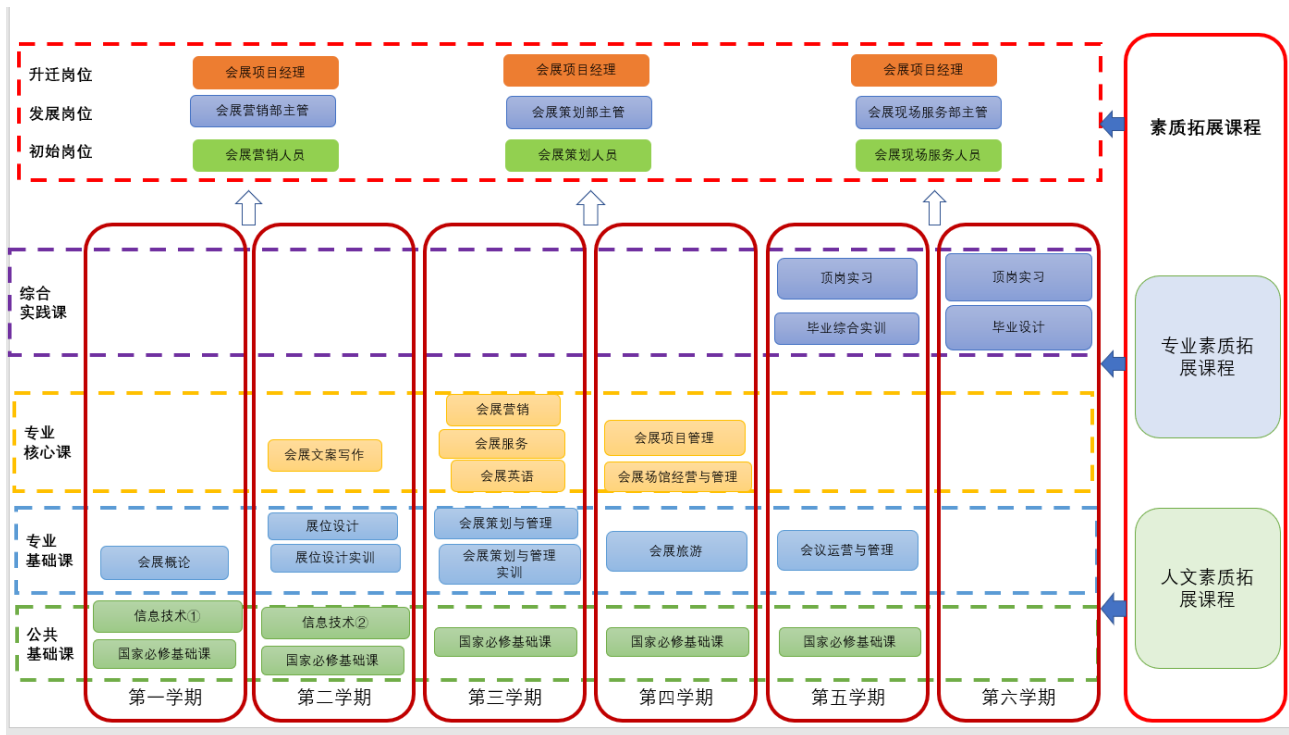 升迁岗位
会展项目经理
会展项目经理
会展项目经理
发展岗位
会展营销部主管
会展策划部主管
会展现场服务部主管
初始岗位
会展营销人员
会展策划人员
会展现场服务人员
素质拓展课程
综合
实践课
顶岗实习
顶岗实习
毕业综合实训
毕业设计
专业素质拓
展课程
专业
核心课
会展文案写作
会展营销
会展服务
会展英语
会展项目管理
会展场馆经营与管理
专业
基础课
会展概论
展位设计
展位设计实训
会展策划与管理
会展策划与管理
实训
会展旅游
会议运营与管理
人文素质拓
展课程
公共
基础课
信息技术①
国家必修基础课
信息技术②
国家必修基础课
国家必修基础课
国家必修基础课
国家必修基础课
第一学期
第二学期
第三学期
第四学期
第五学期
第六学期